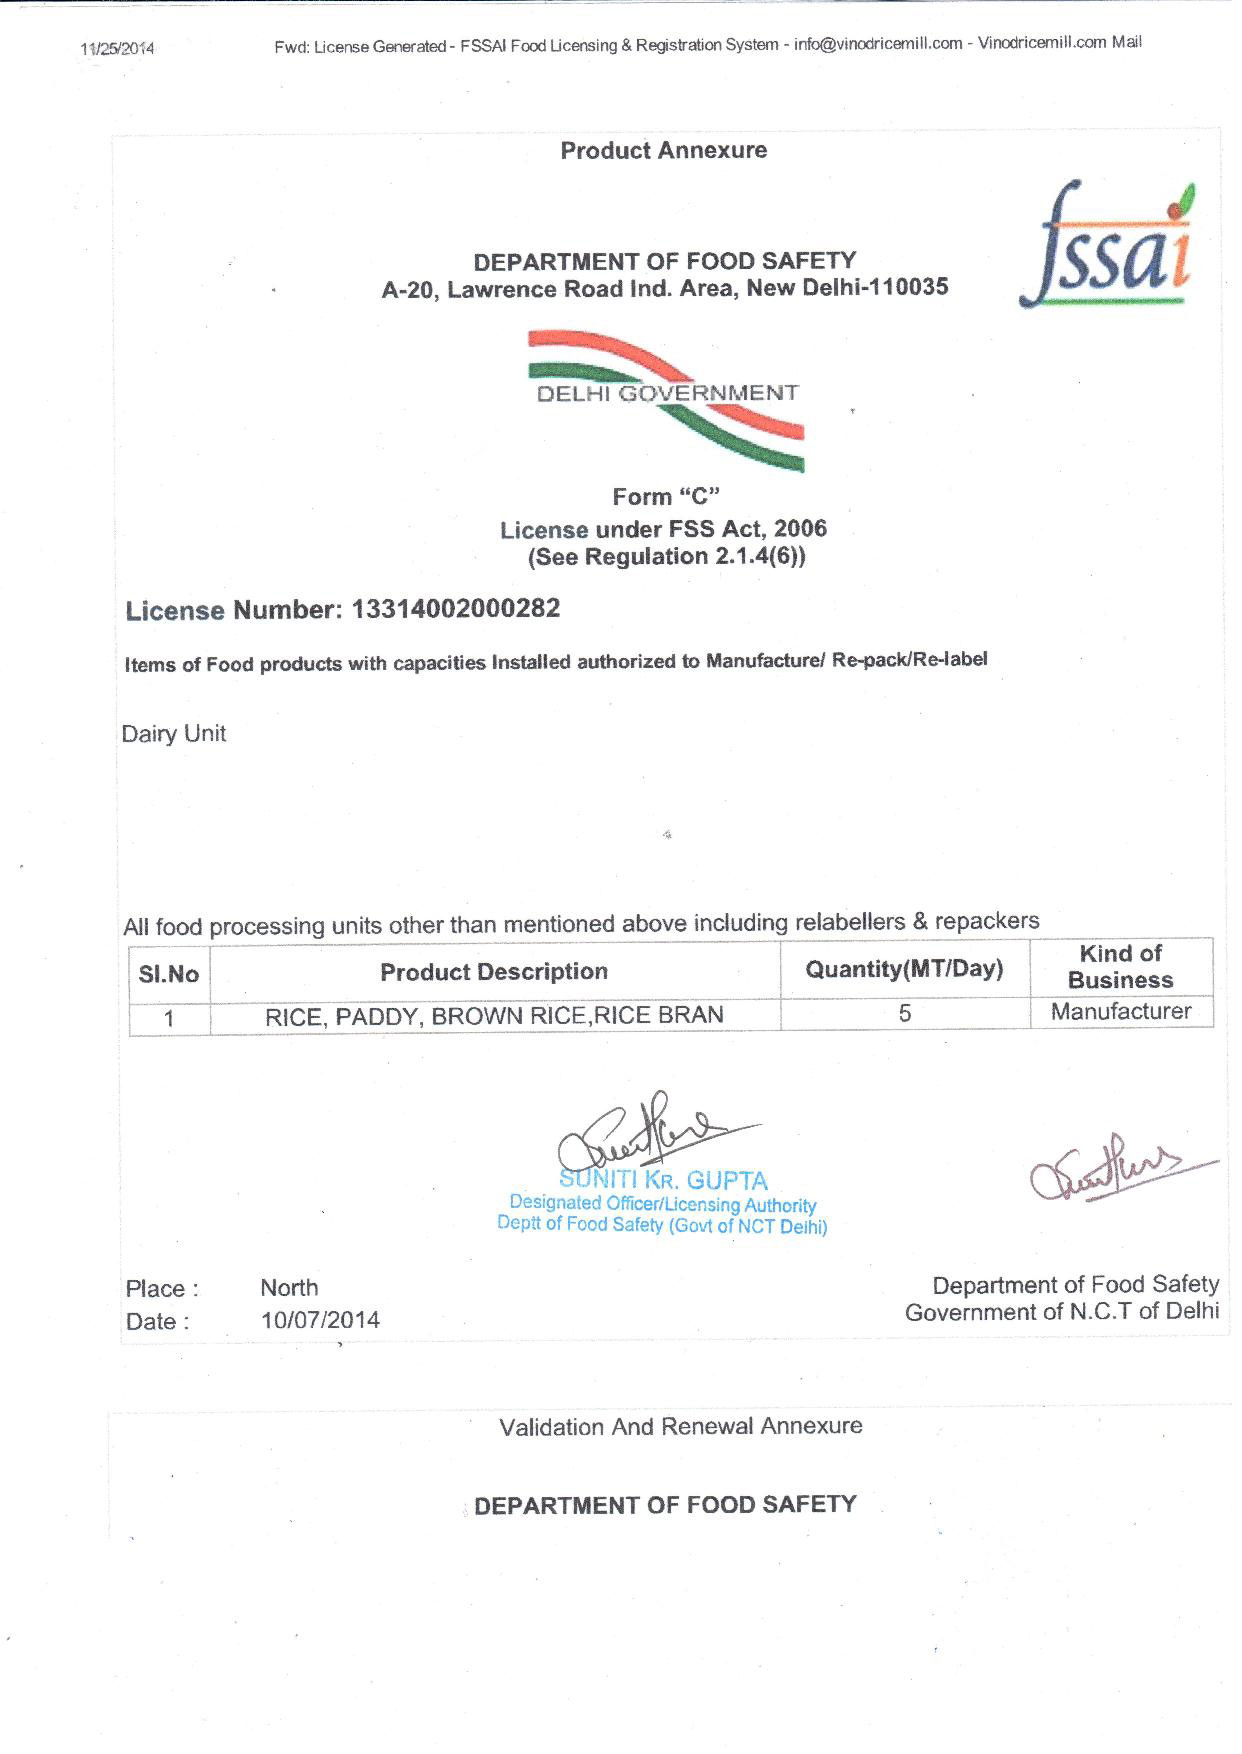 11/25/2014 Fwd: License Generated - FSSAI Food Licensing & Registration System - info@vinodricemill.com - Vinodricemill.com Mail
Product Annexure
fssai
DEPARTMENT OF FOOD SAFETY
A-20, Lawrence Road Ind. Area, New Delhi-110035
DELHI GOVERNMENT
Form “C”
License under FSS Act, 2006
(See Regulation 2.1.4(6))
License Number: 13314002000282
Items of Food products with capacities Installed authorized to Manufacture/ Re-pack/Re-label
Dairy Unit
All food processing units other than mentioned above including relabellers & repackers
Sl.No Product Description Quantity(MT/Day) Kind of Business
1 RICE, PADDY, BROWN RICE,RICE BRAN 5 Manufacturer
SUNITI KR. GUPTA
Designated Officer/Licensing Authority
Deptt of Food Safety (Govt of NCT Delhi)
Place : North
Date : 10/07/2014
Department of Food Safety
Government of N.C.T of Delhi
Validation And Renewal Annexure
DEPARTMENT OF FOOD SAFETY